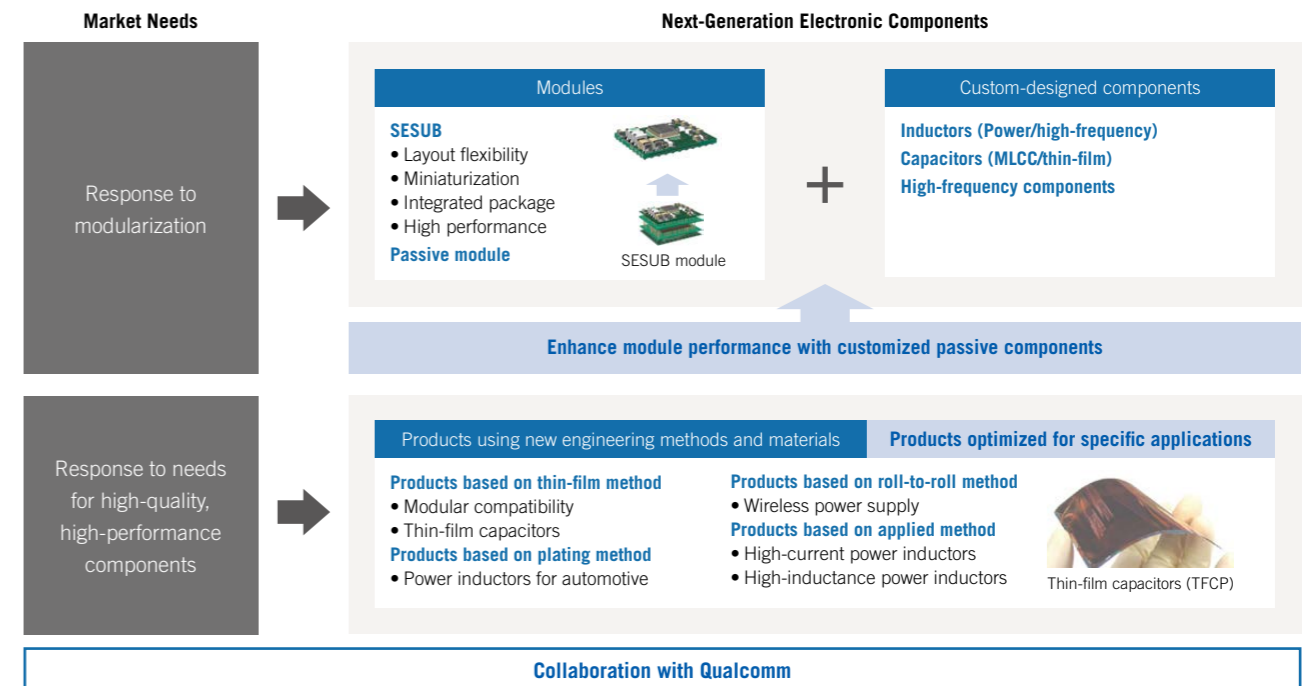 Market Needs
Next-Generation Electronic Components
Response to
modularization
Modules
SESUB
• Layout flexibility
• Miniaturization
• Integrated package
• High performance
Passive module
SESUB module
+
Custom-designed components
Inductors (Power/high-frequency)
Capacitors (MLCC/thin-film)
High-frequency components
Enhance module performance with customized passive components
Response to needs
for high-quality,
high-performance
components
Products using new engineering methods and materials
Products optimized for specific applications
Products based on thin-film method
• Modular compatibility
• Thin-film capacitors
Products based on plating method
• Power inductors for automotive
Products based on roll-to-roll method
• Wireless power supply
Products based on applied method
• High-current power inductors
• High-inductance power inductors
Thin-film capacitors (TFCP)
Collaboration with Qualcomm